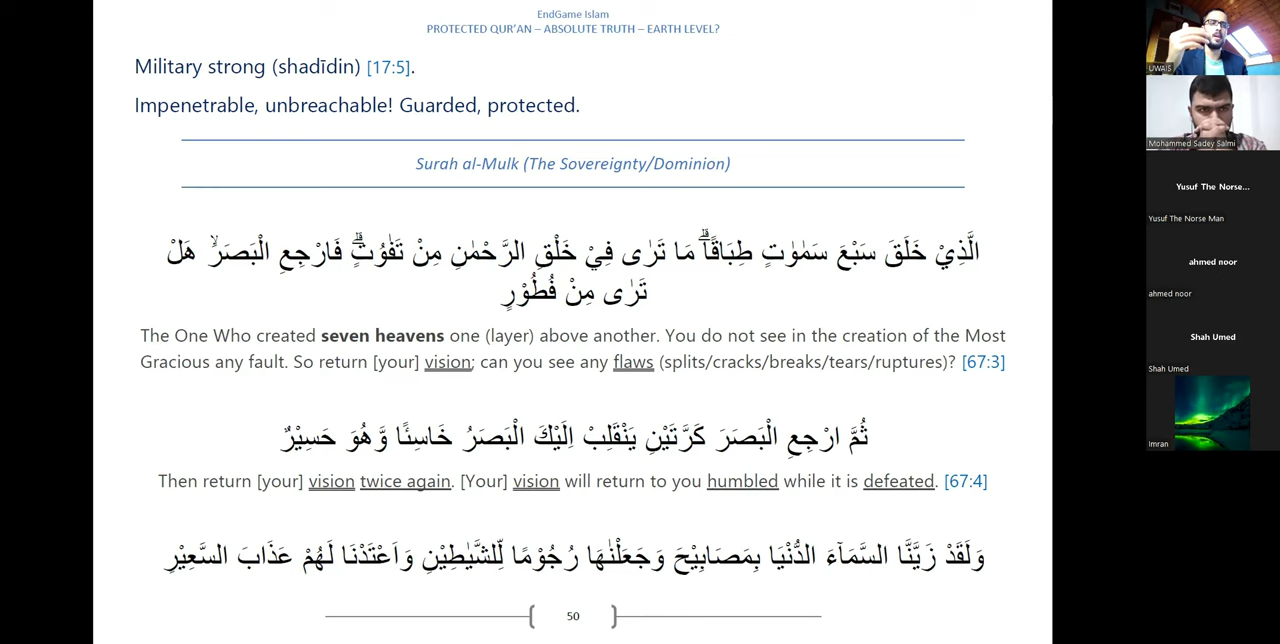 EndGame Islam
PROTECTED QUR'AN – ABSOLUTE TRUTH – EARTH LEVEL?
Military strong (shadīdin) [17:5].
Impenetrable, unbreachable! Guarded, protected.
Surah al-Mulk (The Sovereignty/Dominion)
الَّذِيْ خَلَقَ سَبْعَ سَمٰوٰتٍ طِبَاقًاۗ مَا تَرٰى فِيْ خَلْقِ الرَّحْمٰنِ مِنْ تَفٰوُتٍۗ فَارْجِعِ الْبَصَرَۙ هَلْ
تَرٰى مِنْ فُطُوْرٍ
The One Who created seven heavens one (layer) above another. You do not see in the creation of the Most
Gracious any fault. So return [your] vision; can you see any flaws (splits/cracks/breaks/tears/ruptures)? [67:3]
ثُمَّ ارْجِعِ الْبَصَرَ كَرَّتَيْنِ يَنْقَلِبْ اِلَيْكَ الْبَصَرُ خَاسِئًا وَّهُوَ حَسِيْرٌ
Then return [your] vision twice again. [Your] vision will return to you humbled while it is defeated. [67:4]
وَلَقَدْ زَيَّنَّا السَّمَاۤءَ الدُّنْيَا بِمَصَابِيْحَ وَجَعَلْنٰهَا رُجُوْمًا لِّلشَّيٰطِيْنِ وَاَعْتَدْنَا لَهُمْ عَذَابَ السَّعِيْرِ
50
UWAIS
Mohammed Sadey Salmi
Yusuf The Norse...
Yusuf The Norse Man
ahmed noor
ahmed noor
Shah Umed
Shah Umed
Imran